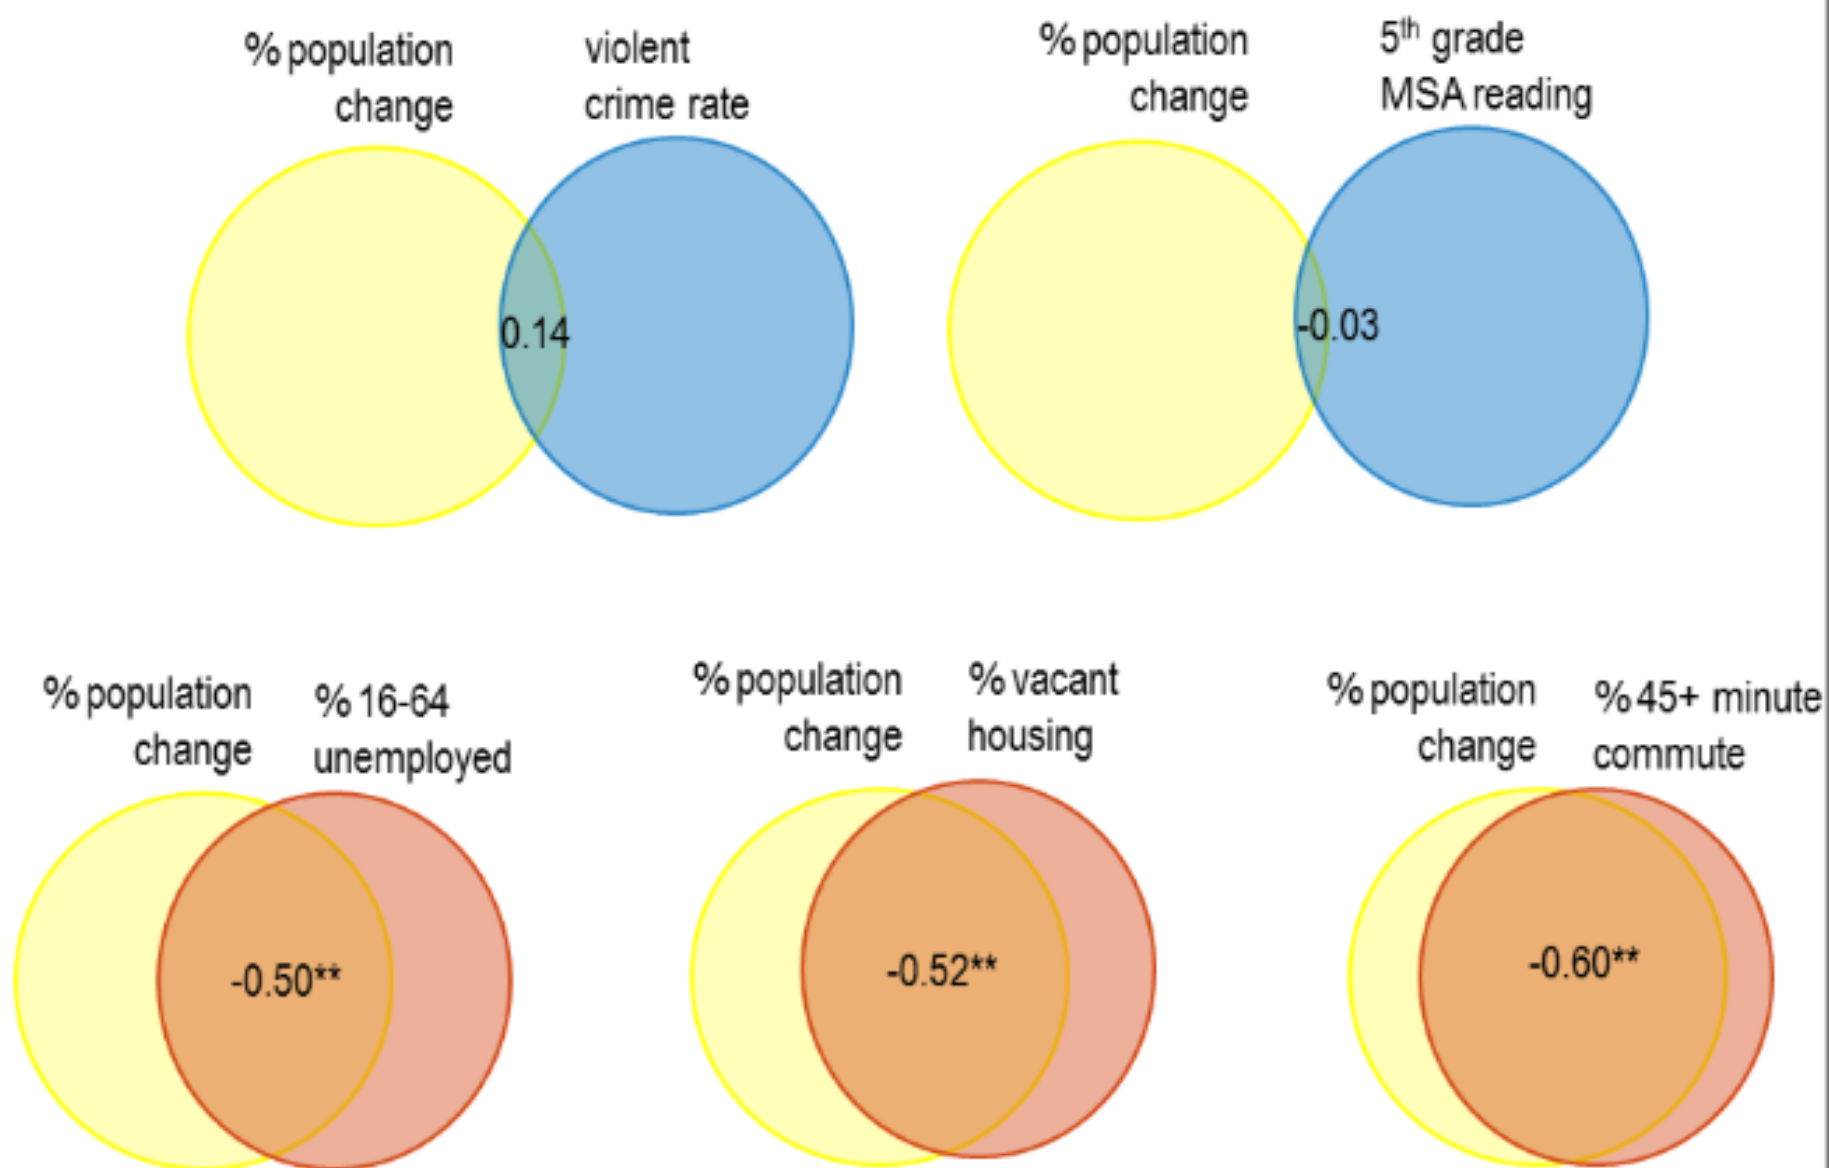 % population
change
violent
crime rate
0.14
% population
change
5th grade
MSA reading
-0.03
% population
change
% 16-64
unemployed
-0.50**
% population
change
% vacant
housing
-0.52**
% population
change
% 45+ minute
commute
-0.60**